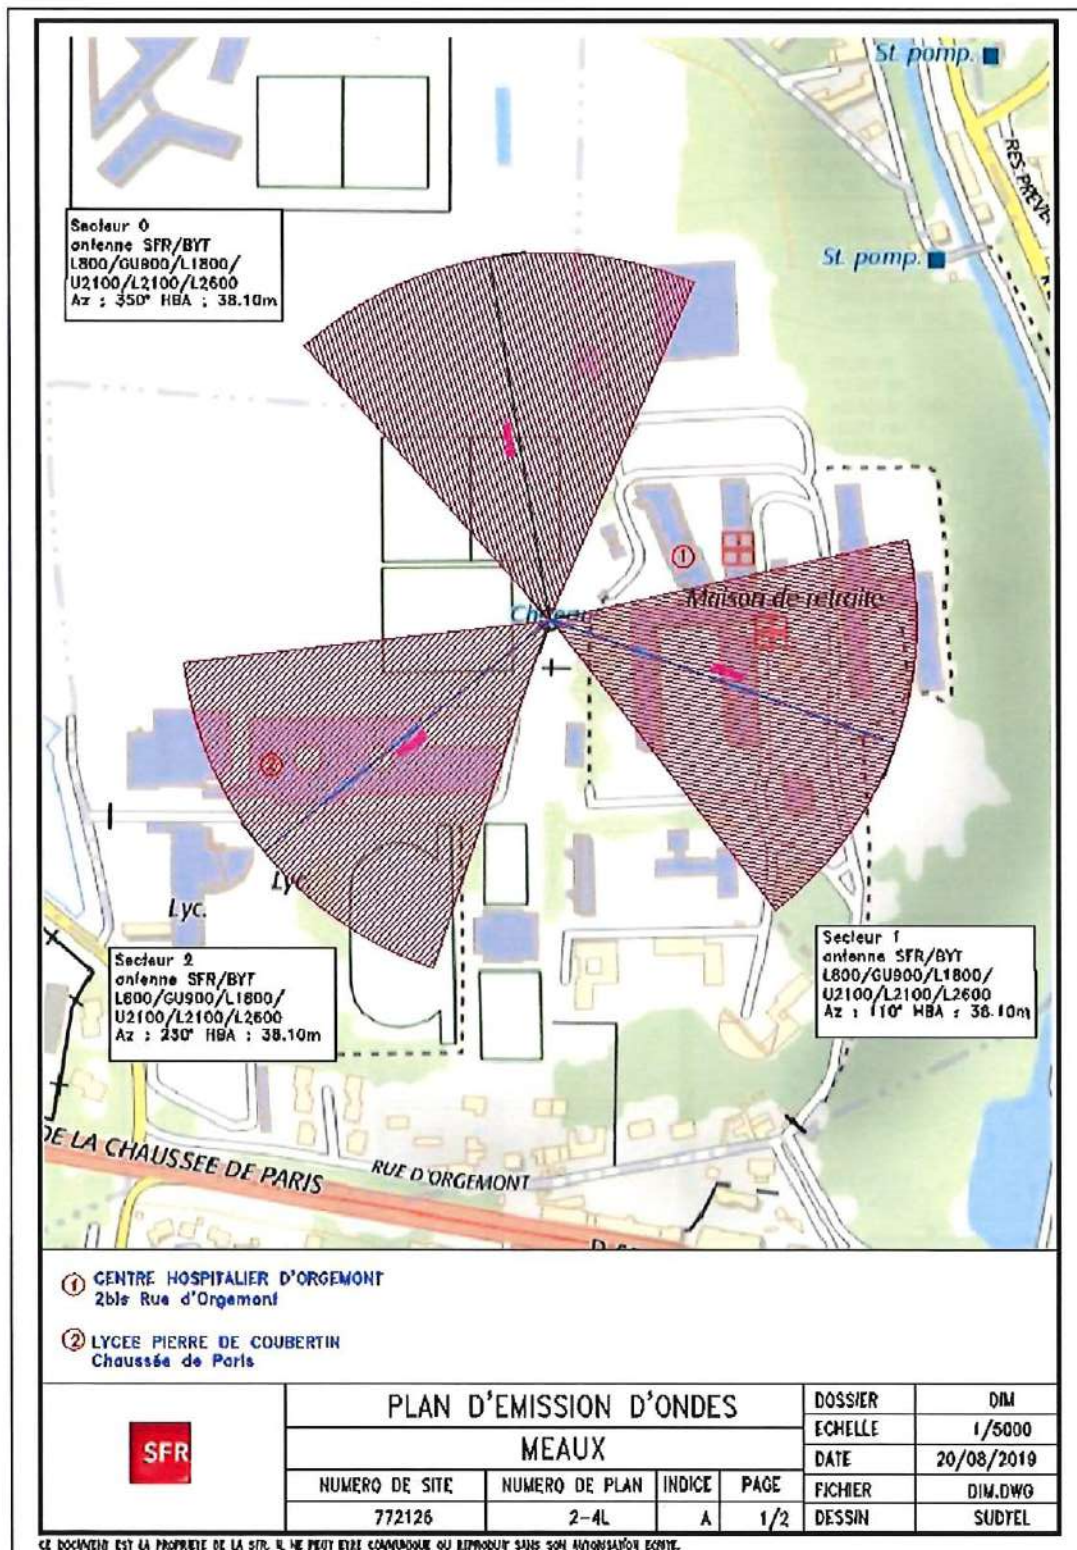 St. pomp.
RES PREVE
St. pomp.
Secteur 0
antenne SFR/BYT
L800/GU900/L1800/
U2100/L2100/L2600
Az : 350° HBA : 38.10m
1
Maison de retraite
2
Lyc.
Lyc.
Secteur 2
antenne SFR/BYT
L800/GU900/L1800/
U2100/L2100/L2600
Az : 230° HBA : 38.10m
Secteur 1
antenne SFR/BYT
L800/GU900/L1800/
U2100/L2100/L2600
Az : 110° HBA : 38.10m
DE LA CHAUSSEE DE PARIS
RUE D'ORGEMONT
1 CENTRE HOSPITALIER D'ORGEMONT
2bis Rue d'Orgemont
2 LYCEE PIERRE DE COUBERTIN
Chaussée de Paris
SFR
PLAN D'EMISSION D'ONDES
MEAUX
NUMERO DE SITE NUMERO DE PLAN INDICE PAGE
772126 2-4L A 1/2
DOSSIER DIM
ECHELLE 1/5000
DATE 20/08/2019
FICHIER DIM.DWG
DESSIN SUDTEL
CE DOCUMENT EST LA PROPRIETE DE LA SFR. IL NE PEUT ETRE COMMUNIQUE OU REPRODUIT SANS SON AUTORISATION ECRITE.